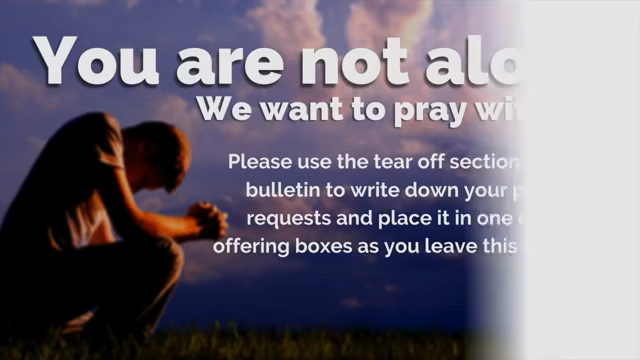 You are not
We want to pray
Please use the tear off section
bulletin to write down your
requests and place it in one
offering boxes as you leave this